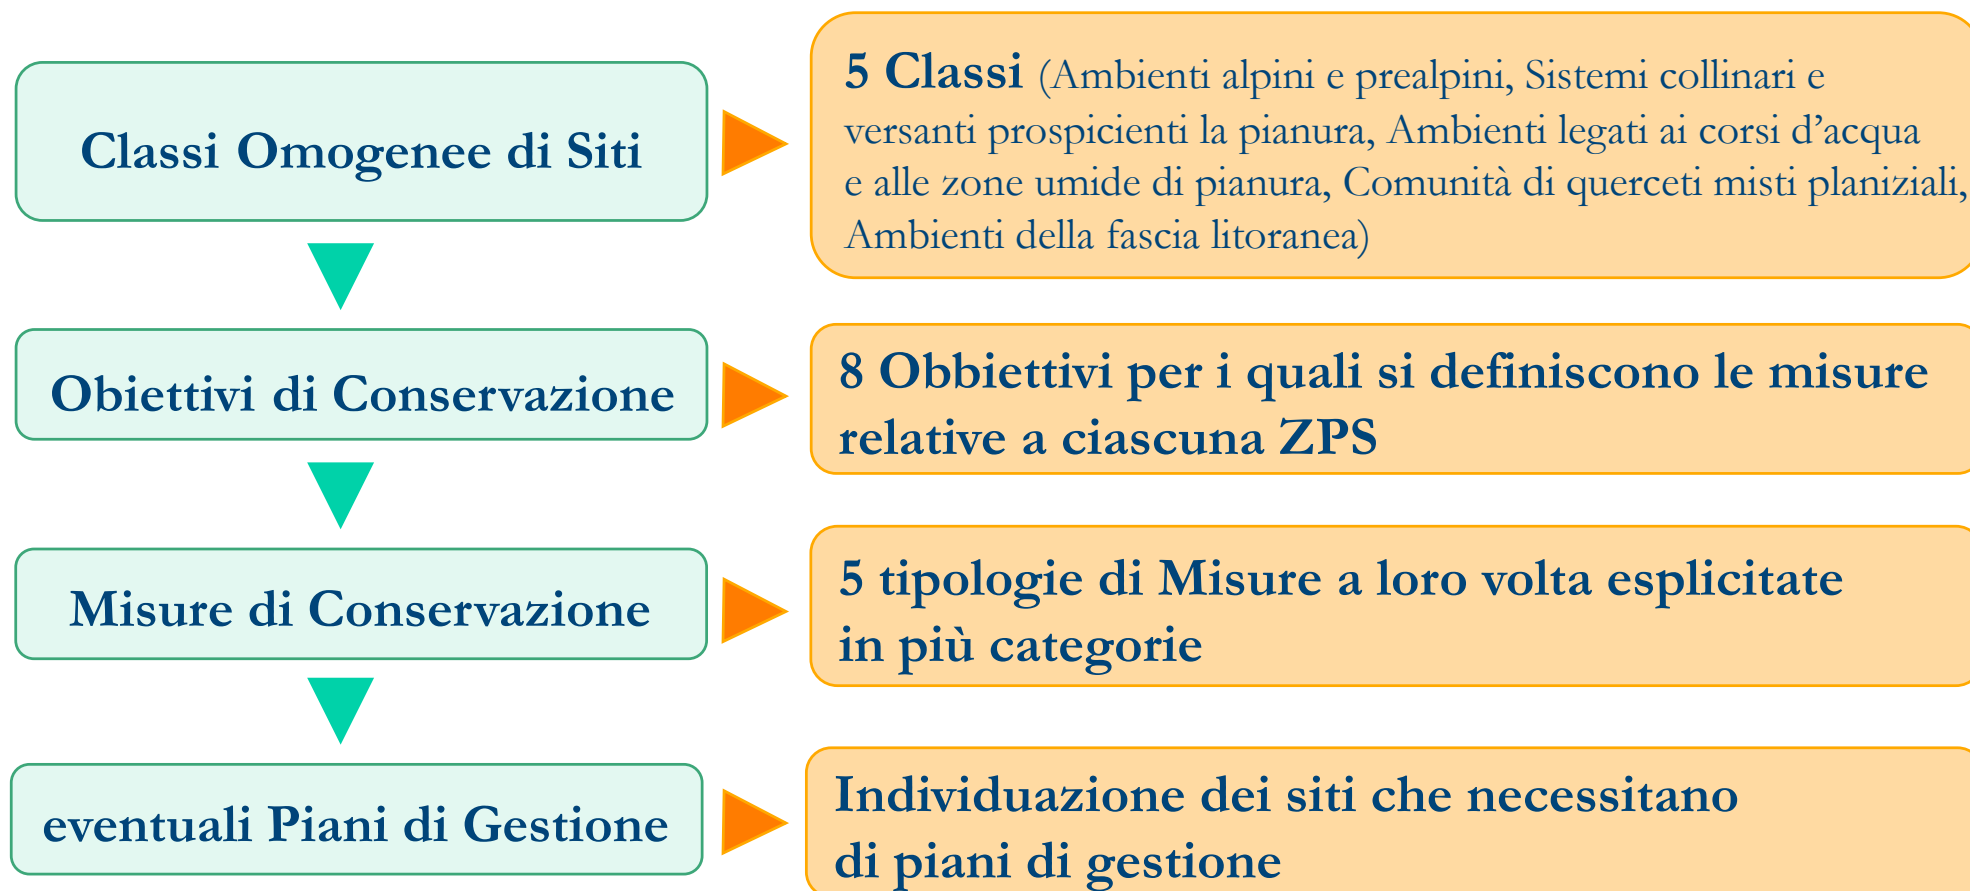 Classi Omogenee di Siti
5 Classi (Ambienti alpini e prealpini, Sistemi collinari e
versanti prospicienti la pianura, Ambienti legati ai corsi d’acqua
e alle zone umide di pianura, Comunità di querceti misti planiziali,
Ambienti della fascia litoranea)
Obiettivi di Conservazione
8 Obbiettivi per i quali si definiscono le misure
relative a ciascuna ZPS
Misure di Conservazione
5 tipologie di Misure a loro volta esplicitate
in più categorie
eventuali Piani di Gestione
Individuazione dei siti che necessitano
di piani di gestione